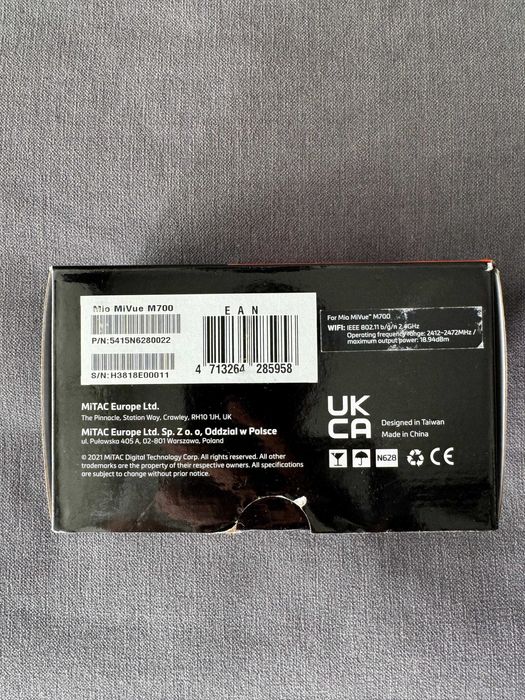 Mio MiVue M700
P/N:5415N6280022
S/N:H3818E00011
E A N
4 713264 285958
For Mio MiVue™ M700
WIFI: IEEE 802.11 b/g/n 2.4GHz
Operating frequency range: 2412~2472MHz /
maximum output power: 18.94dBm
MiTAC Europe Ltd.
The Pinnacle, Station Way, Crawley, RH10 1JH, UK
MiTAC Europe Ltd. Sp. Z o. o, Oddzial w Polsce
ul. Puławska 405 A, 02-801 Warszawa, Poland
© 2021 MiTAC Digital Technology Corp. All rights reserved. All other
trademarks are the property of their respective owners. All specifications
are subject to change without prior notice.
UK
CA
Designed in Taiwan
Made in China
N628
CE